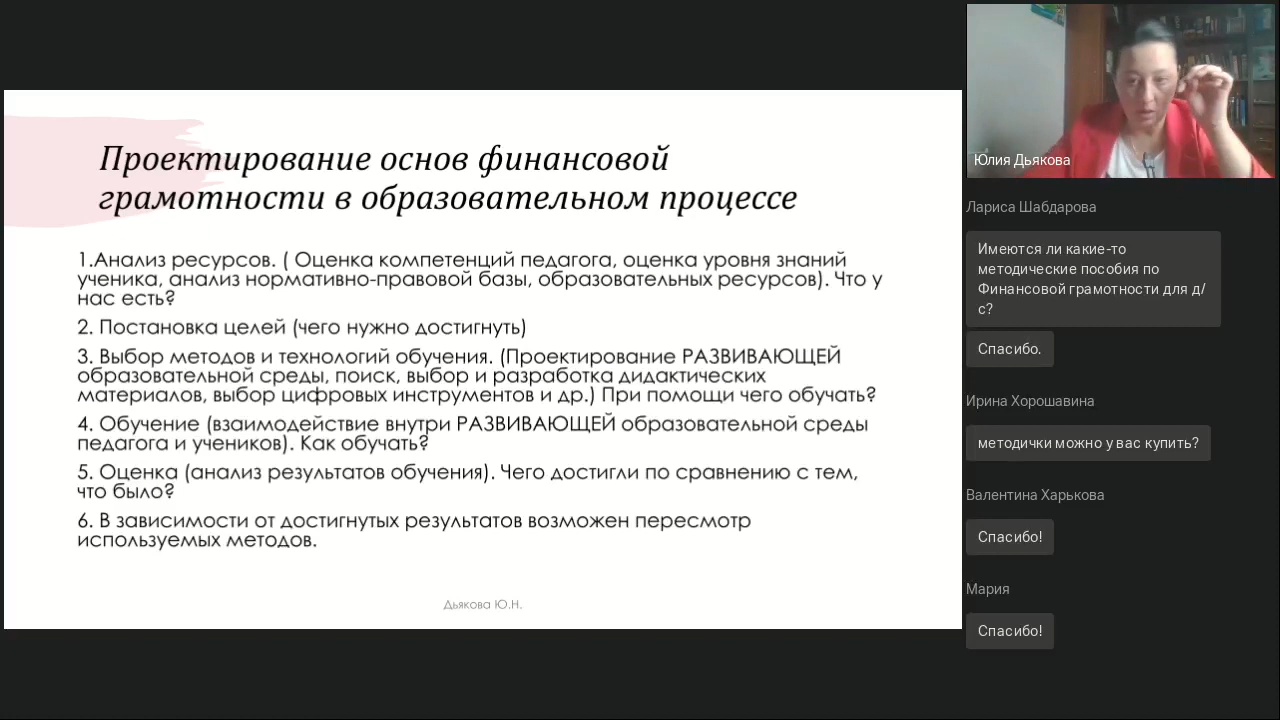 Проектирование основ финансовой
грамотности в образовательном процессе
1.Анализ ресурсов. ( Оценка компетенций педагога, оценка уровня знаний
ученика, анализ нормативно-правовой базы, образовательных ресурсов). Что у
нас есть?
2. Постановка целей (чего нужно достигнуть)
3. Выбор методов и технологий обучения. (Проектирование РАЗВИВАЮЩЕЙ
образовательной среды, поиск, выбор и разработка дидактических
материалов, выбор цифровых инструментов и др.) При помощи чего обучать?
4. Обучение (взаимодействие внутри РАЗВИВАЮЩЕЙ образовательной среды
педагога и учеников). Как обучать?
5. Оценка (анализ результатов обучения). Чего достигли по сравнению с тем,
что было?
6. В зависимости от достигнутых результатов возможен пересмотр
используемых методов.
Дьякова Ю.Н.
Юлия Дьякова
Лариса Шабдарова
Имеются ли какие-то
методические пособия по
Финансовой грамотности для д/
с?
Спасибо.
Ирина Хорошавина
методички можно у вас купить?
Валентина Харькова
Спасибо!
Мария
Спасибо!